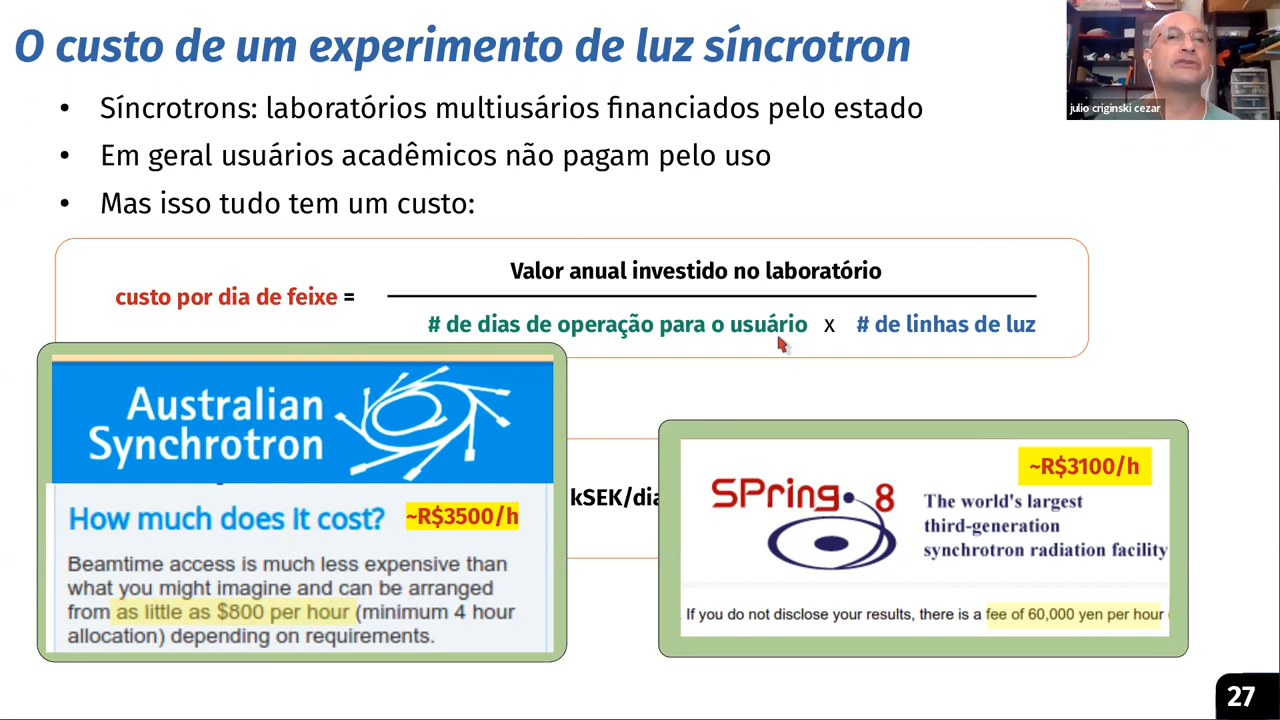 O custo de um experimento de luz síncrotron
julio criginski cezar
• Síncrotrons: laboratórios multiusários financiados pelo estado
• Em geral usuários acadêmicos não pagam pelo uso
• Mas isso tudo tem um custo:
custo por dia de feixe =
Valor anual investido no laboratório
# de dias de operação para o usuário x # de linhas de luz
Australian
Synchrotron
How much does It cost? ~R$3500/h
Beamtime access is much less expensive than
what you might imagine and can be arranged
from as little as $800 per hour (minimum 4 hour
allocation) depending on requirements.
kSEK/dia
~R$3100/h
SPring-8
The world's largest
third-generation
synchrotron radiation facility
. If you do not disclose your results, there is a fee of 60,000 yen per hour (
27